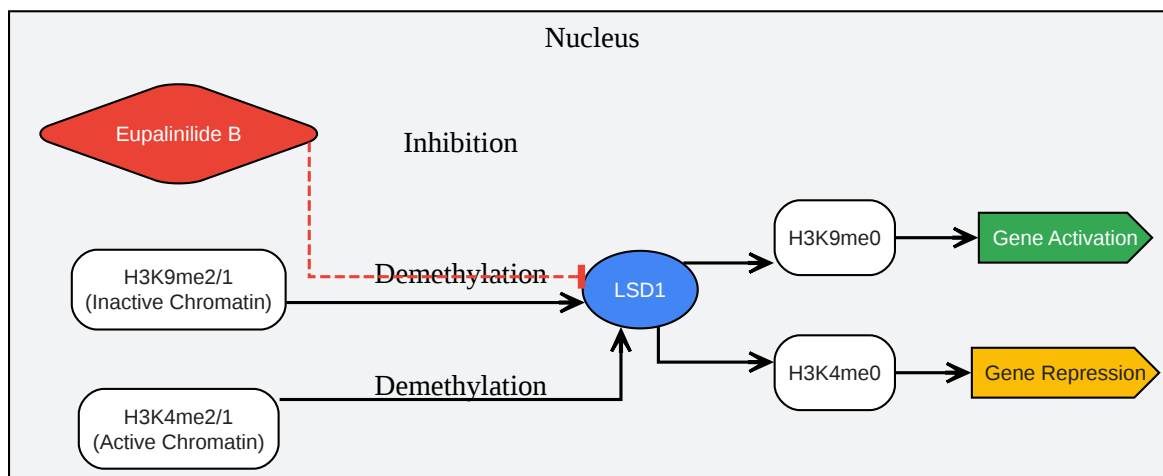 Nucleus
Eupalinilide B
Inhibition
H3K9me0
Gene Activation
H3K9me2/1
(Inactive Chromatin)
Demethylation
LSD1
H3K4me0
Gene Repression
Demethylation
H3K4me2/1
(Active Chromatin)